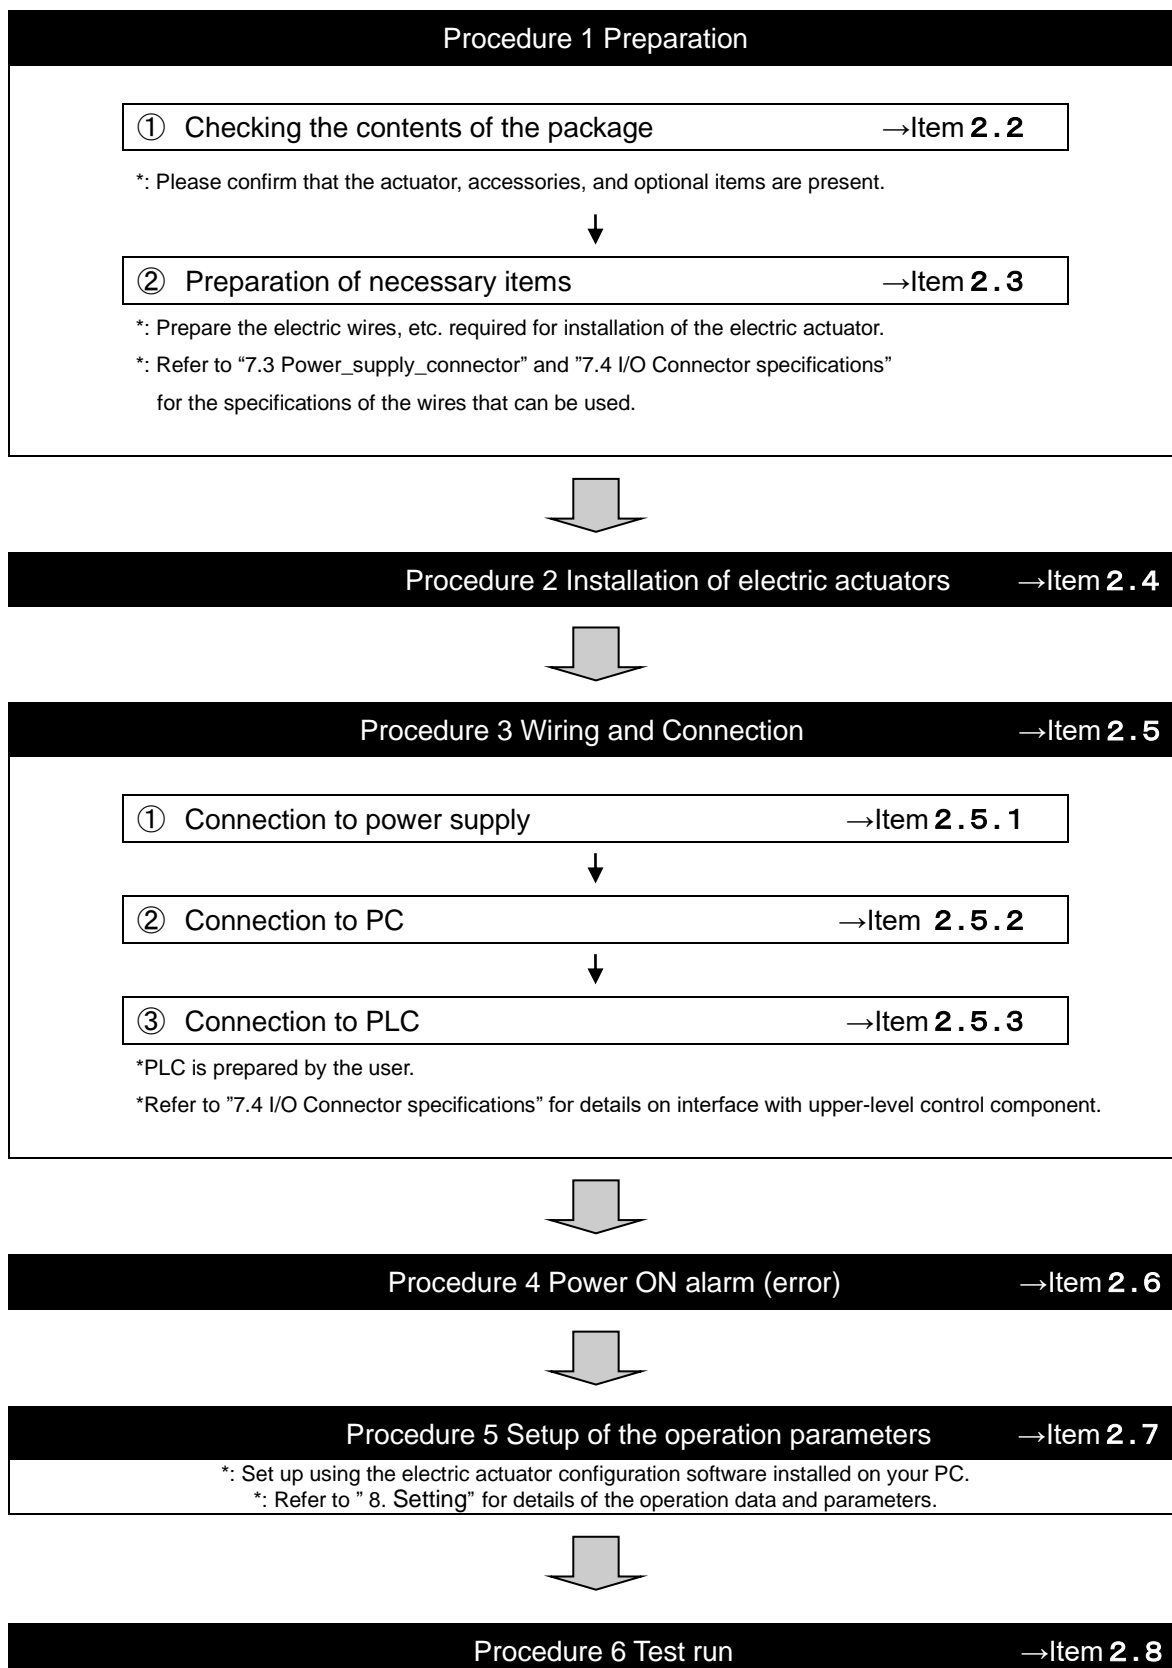 Procedure 1 Preparation
① Checking the contents of the package →Item 2.2
*: Please confirm that the actuator, accessories, and optional items are present.
② Preparation of necessary items →Item 2.3
*: Prepare the electric wires, etc. required for installation of the electric actuator.
*: Refer to “7.3 Power_supply_connector” and ”7.4 I/O Connector specifications”
for the specifications of the wires that can be used.
Procedure 2 Installation of electric actuators →Item 2.4
Procedure 3 Wiring and Connection →Item 2.5
① Connection to power supply →Item 2.5.1
② Connection to PC →Item 2.5.2
③ Connection to PLC →Item 2.5.3
*PLC is prepared by the user.
*Refer to ”7.4 I/O Connector specifications” for details on interface with upper-level control component.
Procedure 4 Power ON alarm (error) →Item 2.6
Procedure 5 Setup of the operation parameters →Item 2.7
*: Set up using the electric actuator configuration software installed on your PC.
*: Refer to ” 8. Setting” for details of the operation data and parameters.
Procedure 6 Test run →Item 2.8